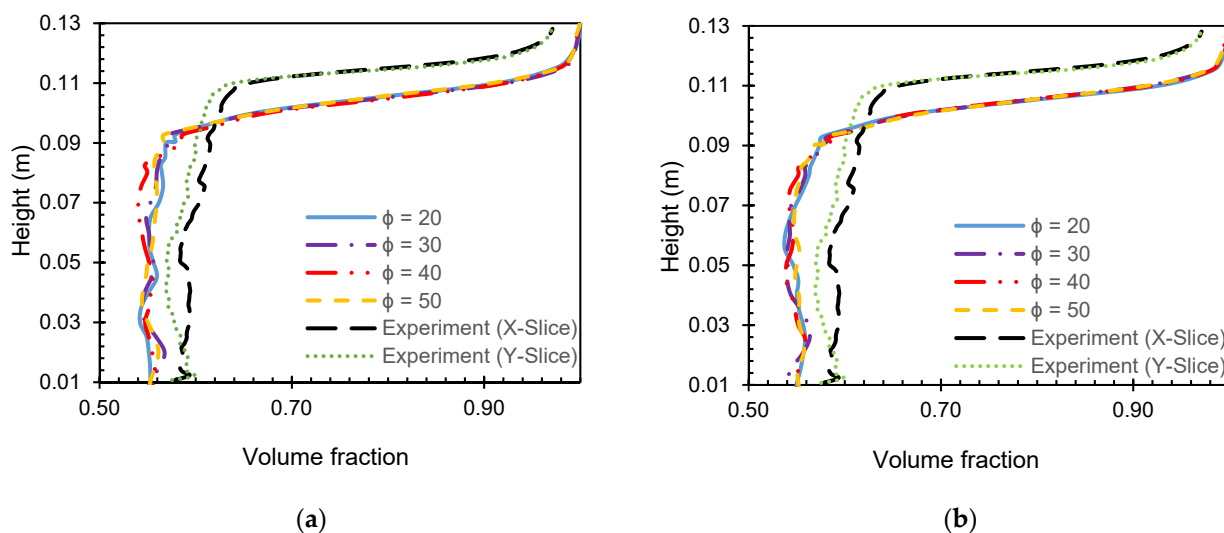 0.13
0.11
0.09
0.07
0.05
0.03
0.01
Height (m)
0.50
0.70
0.90
Volume fraction
ϕ = 20
ϕ = 30
ϕ = 40
ϕ = 50
Experiment (X-Slice)
Experiment (Y-Slice)
(a)
0.13
0.11
0.09
0.07
0.05
0.03
0.01
Height (m)
0.50
0.70
0.90
Volume fraction
ϕ = 20
ϕ = 30
ϕ = 40
ϕ = 50
Experiment (X-Slice)
Experiment (Y-Slice)
(b)